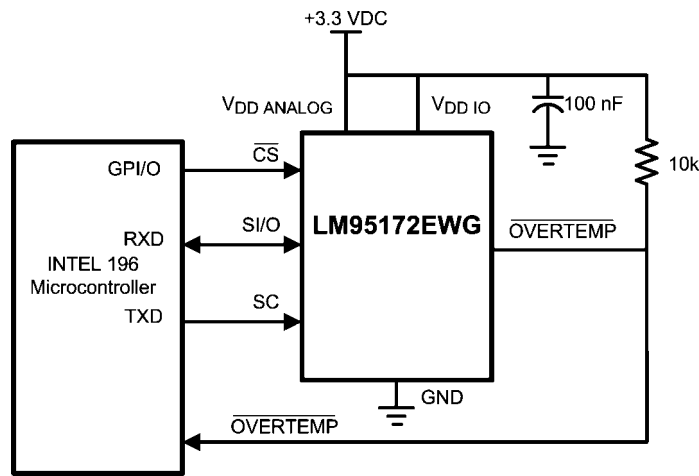 +3.3 VDC
VDD ANALOG
VDD IO
100 nF
10k
GPI/O
CS
LM95172EWG
OVERTEMP
RXD
SI/O
INTEL 196
Microcontroller
TXD
SC
GND
OVERTEMP